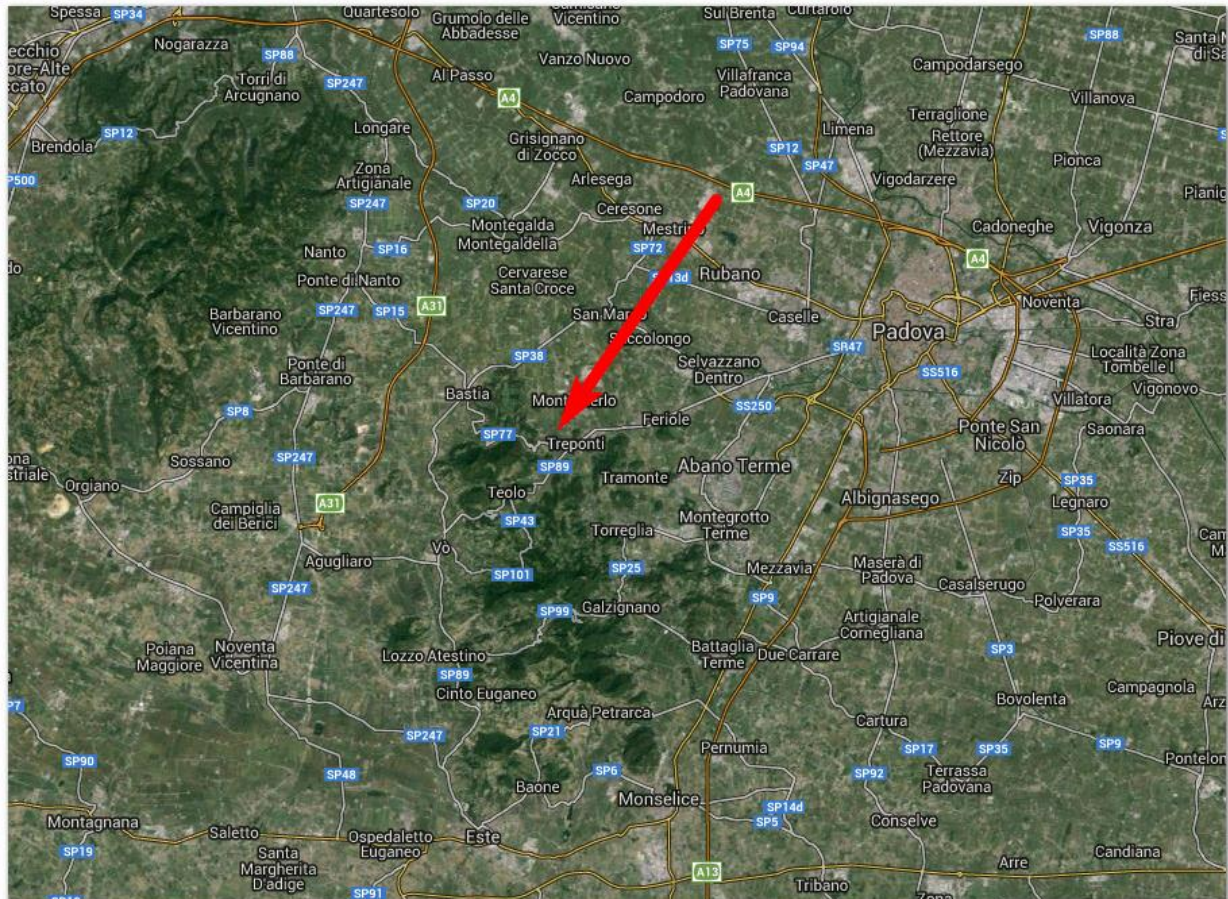 Spessa
SP34
Quartesolo
Grumolo delle
Abbadesse
Vicentino
Sul Brenta
Curtarolo
SP75
SP94
SP88
Nogarazza
SP88
Vanzo Nuovo
Campodarsego
Al Passo
Villafranca
Padovana
Torri di
Arcugnano
SP247
A4
Campodoro
Villanova
Terraglione
SP12
Longare
Limena
Rettore
(Mezzavia)
Brendola
Grisignano
di Zocco
SP12
SP47
Pionca
Zona
Artigianale
Arlesega
Vigodarzere
SP247
SP20
Ceresone
A4
Montegalda
Cadoneghe
Vigonza
Montegaldella
SP72
Nanto
SP16
A4
Cervarese
Santa Croce
Rubano
Ponte di Nanto
A31
Noventa
SP247
SP15
Barbarano
Vicentino
Caselle
Stra
Padova
SR47
SP38
Selvazzano
Dentro
SS516
Località Zona
Tombelle I
Ponte di
Barbarano
Bastia
Vigonovo
Villatora
SP8
Feriole
SS250
Ponte San
Nicolò
Saonara
SP77
Treponti
SP247
Sossano
SP89
Tramonte
Abano Terme
Zip
SP35
Orgiano
Teolo
Albignasego
Legnaro
A31
Campiglia
dei Berici
SP43
Montegrotto
Terme
Torreglia
SP35
SS516
Vò
Agugliaro
SP101
SP25
Mezzavia
Maserà di
Padova
Casalserugo
SP247
SP9
Polverara
SP99
Galzignano
Artigianale
Cornegliana
Poiana
Maggiore
Noventa
Vicentina
Lozzo Atestino
Battaglia
Terme
Due Carrare
SP3
SP89
Cinto Euganeo
Campagnola
Bovolenta
Arquà Petrarca
Cartura
SP247
SP21
Pernumia
SP17
SP35
SP9
SP90
SP48
SP6
SP92
Terrassa
Padovana
Baone
Monselice
SP14d
SP5
Conselve
Montagnana
Saletto
Ospedaletto
Euganeo
Este
SP19
Santa
Margherita
D'adige
Candiana
Arre
A13
SP91
Tribano